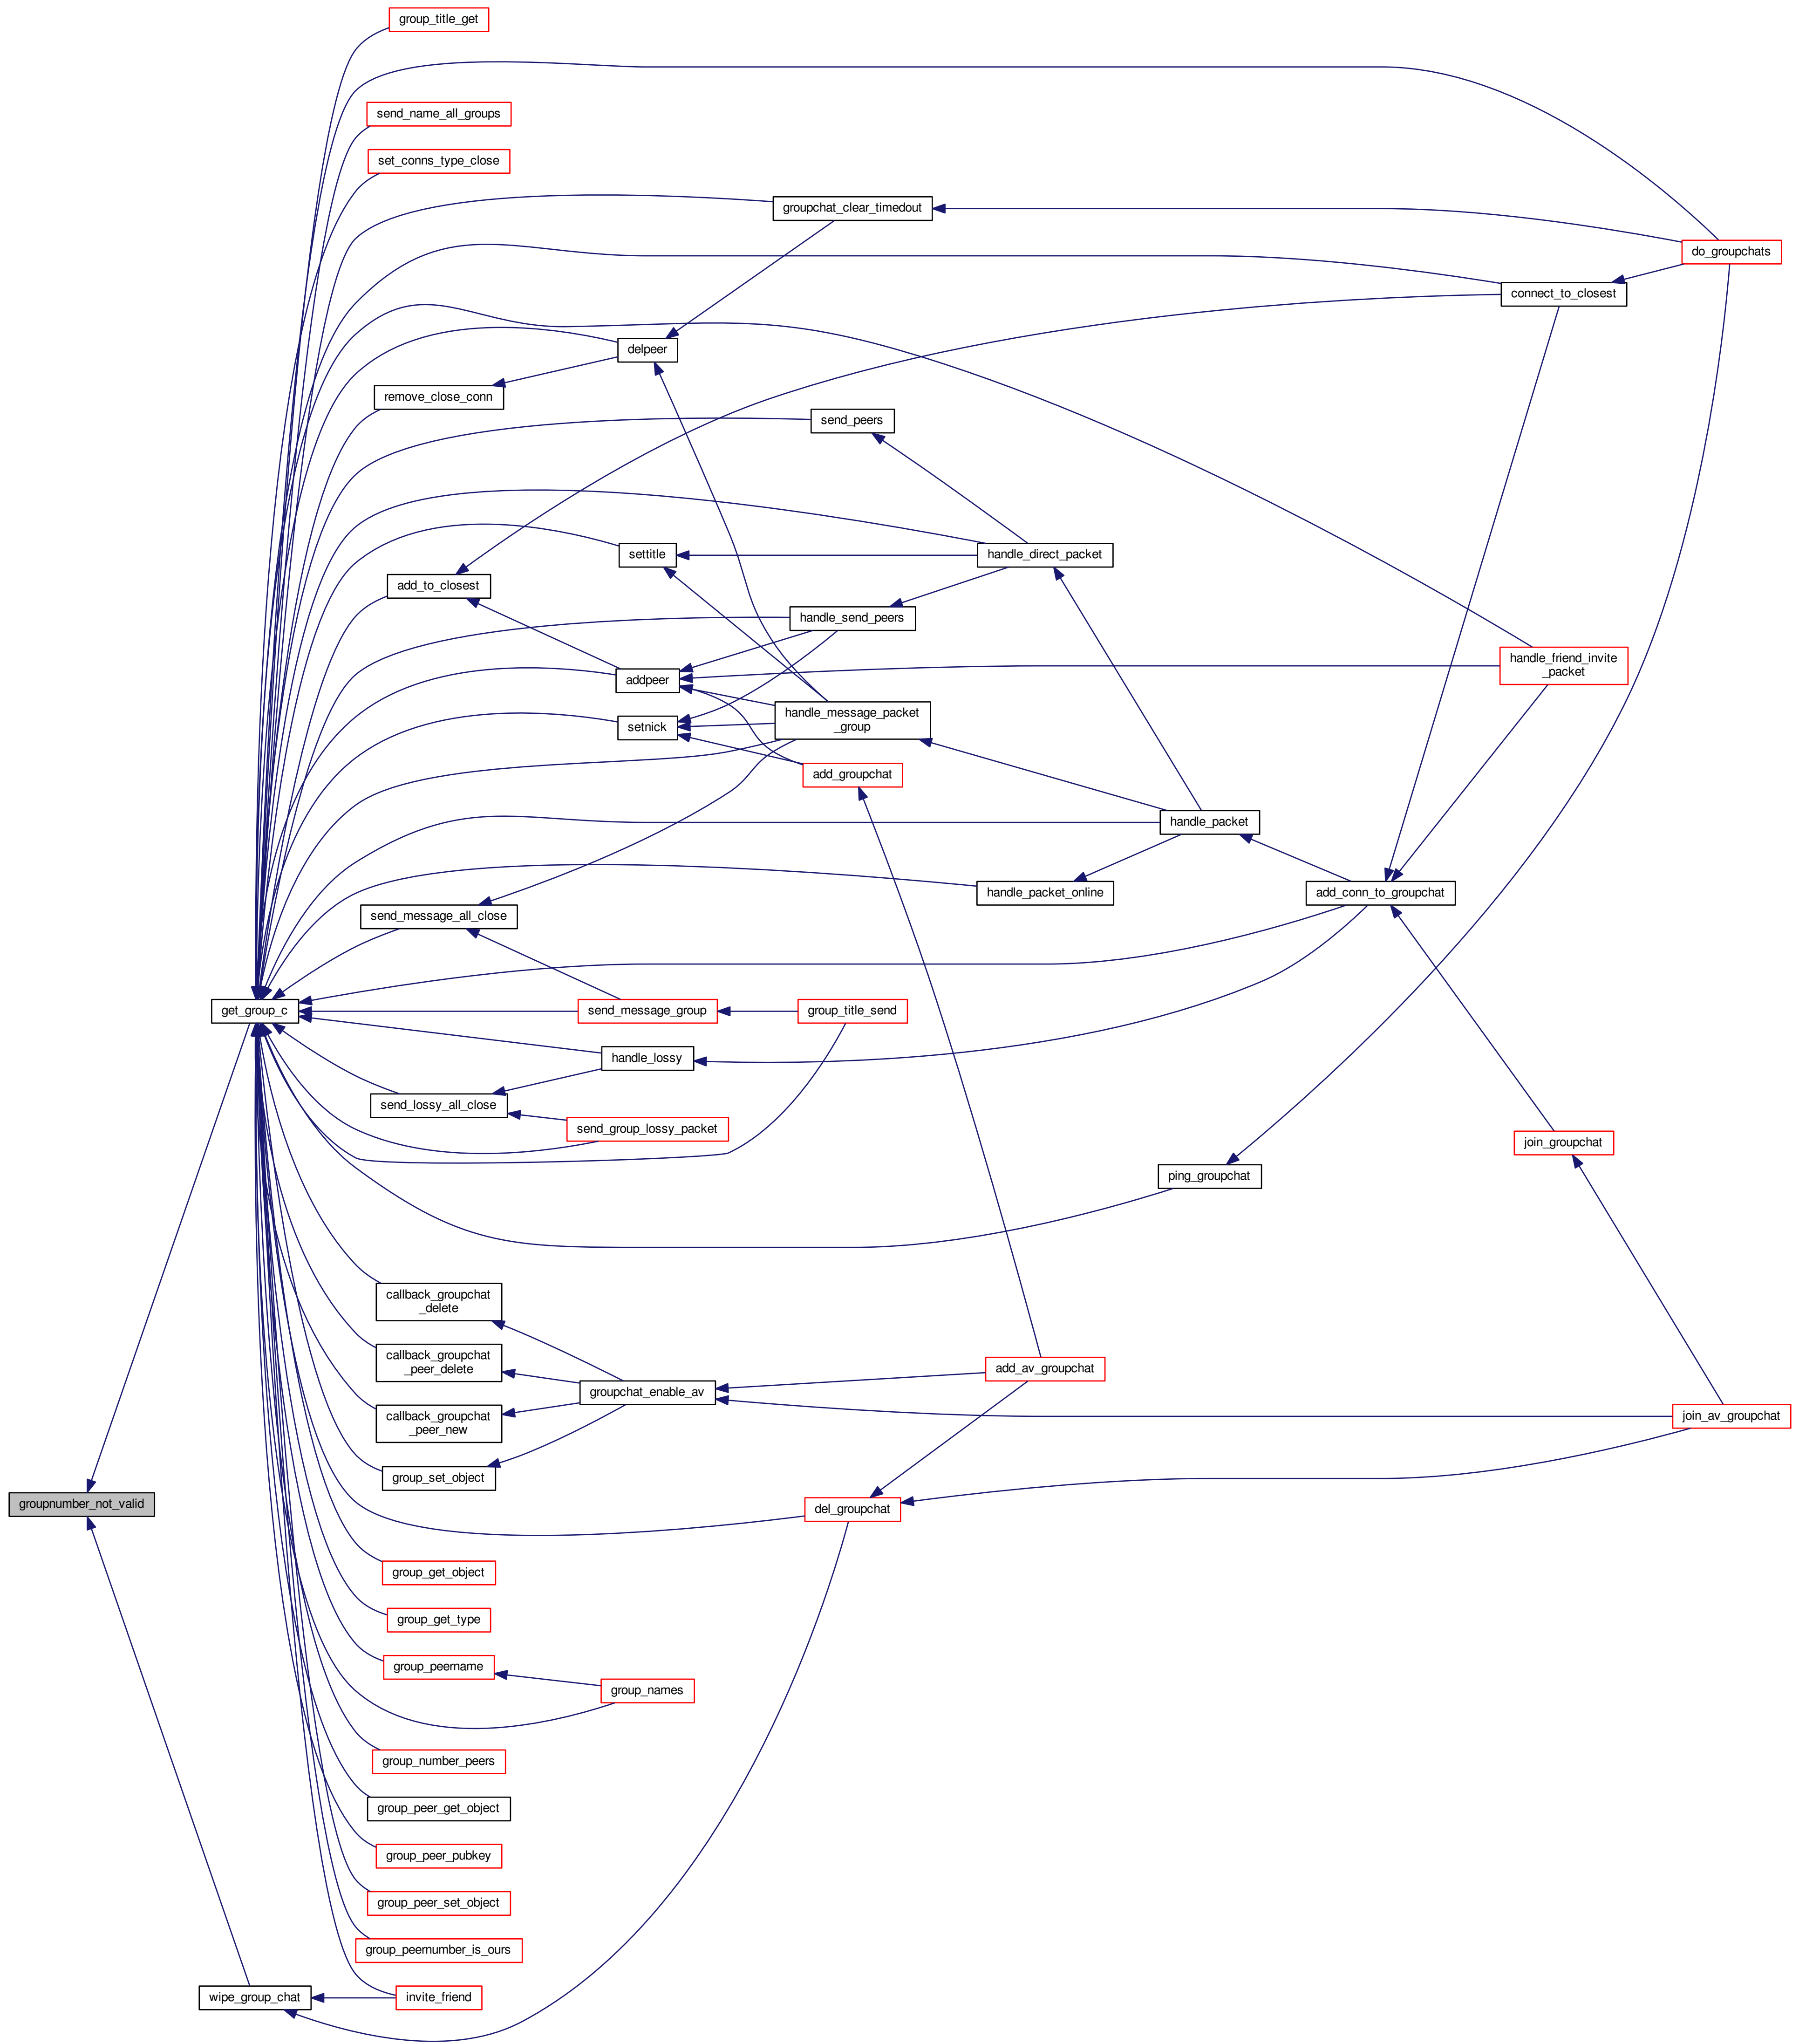 group_title_get
send_name_all_groups
set_conns_type_close
groupchat_clear_timedout
do_groupchats
connect_to_closest
delpeer
remove_close_conn
send_peers
settitle
handle_direct_packet
add_to_closest
handle_send_peers
addpeer
handle_friend_invite
_packet
setnick
handle_message_packet
_group
add_groupchat
handle_packet
handle_packet_online
add_conn_to_groupchat
send_message_all_close
get_group_c
send_message_group
group_title_send
handle_lossy
send_lossy_all_close
send_group_lossy_packet
join_groupchat
ping_groupchat
callback_groupchat
_delete
callback_groupchat
_peer_delete
add_av_groupchat
groupchat_enable_av
callback_groupchat
_peer_new
join_av_groupchat
group_set_object
groupnumber_not_valid
del_groupchat
group_get_object
group_get_type
group_peername
group_names
group_number_peers
group_peer_get_object
group_peer_pubkey
group_peer_set_object
group_peernumber_is_ours
wipe_group_chat
invite_friend